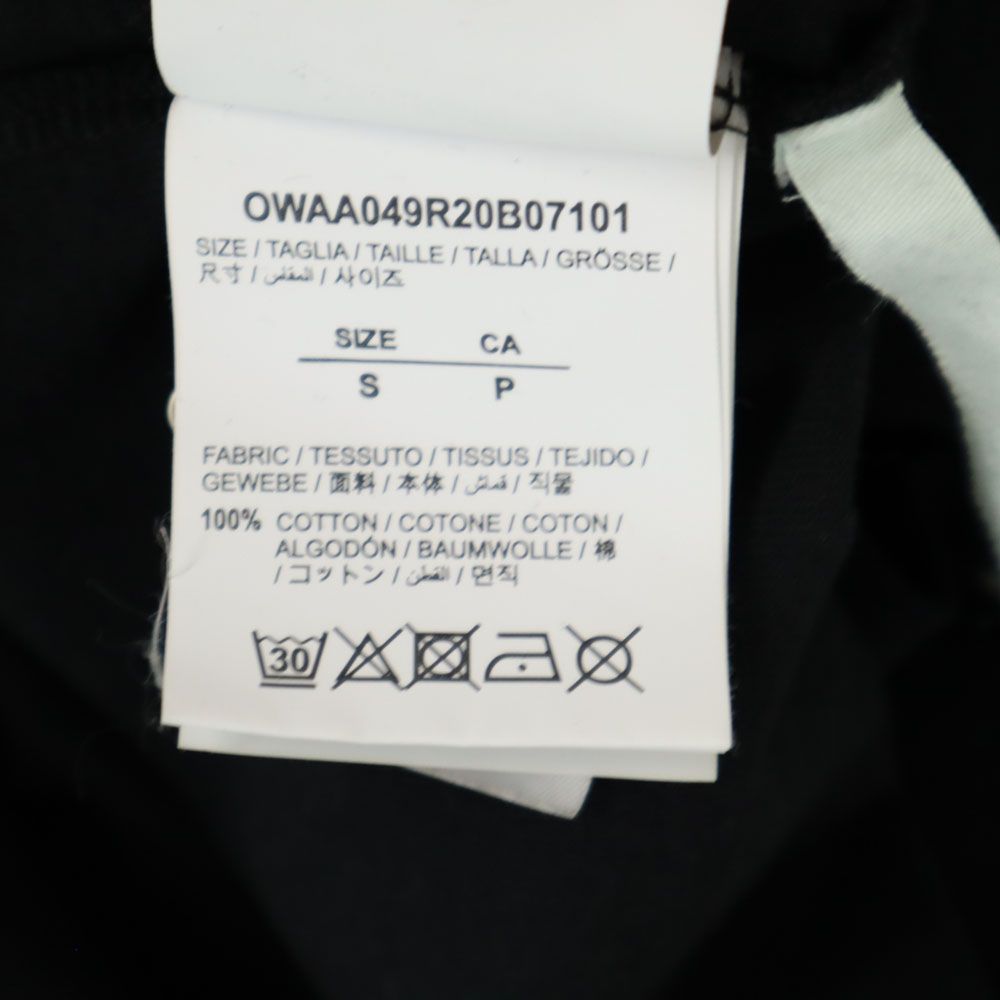 OWAA049R20B07101
SIZE / TAGLIA / TAILLE / TALLA / GRÖSSE /
尺寸 / المقاس / 사이즈
SIZE CA
S P
FABRIC / TESSUTO / TISSUS / TEJIDO /
GEWEBE / 面料 / 本体 / قماش / 직물
100% COTTON / COTONE / COTON /
ALGODÓN / BAUMWOLLE / 棉
/ コットン / القطن / 면직
30